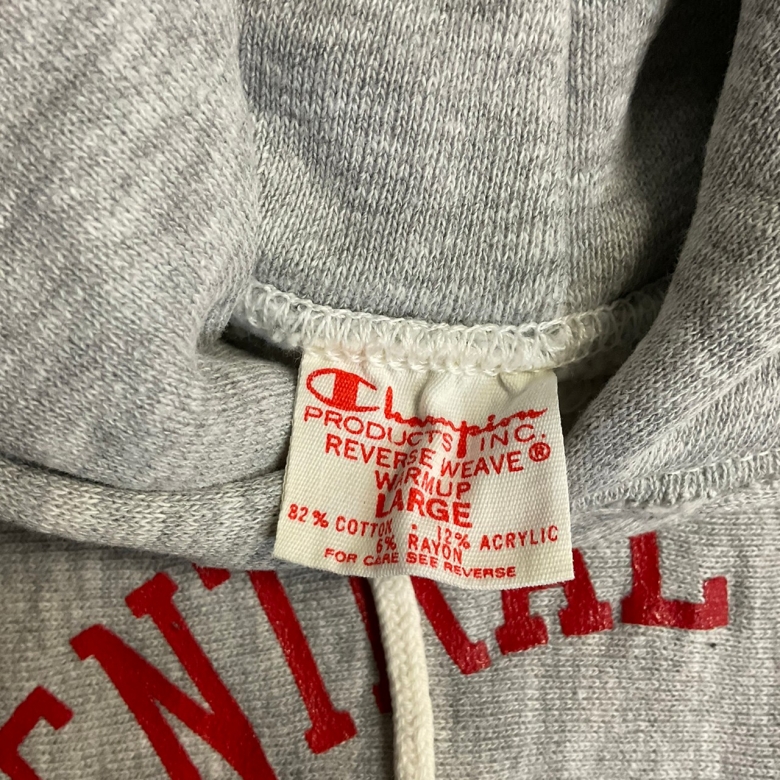 Champion
PRODUCTS INC.
REVERSE WEAVE®
WARMUP
LARGE
82% COTTON · 12% ACRYLIC
6% RAYON
FOR CARE SEE REVERSE
ENTRAL